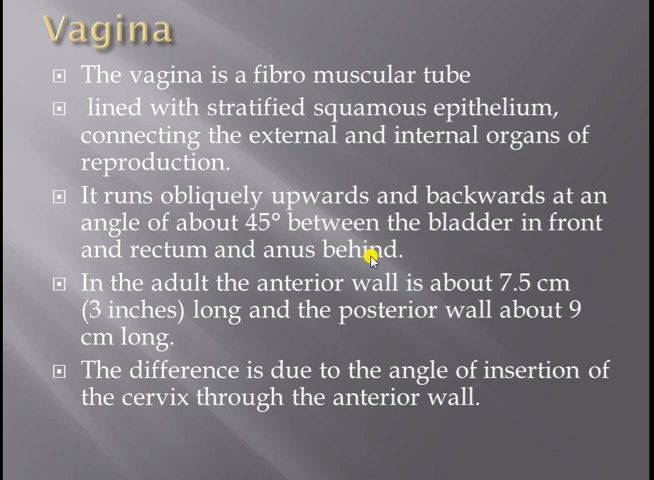 Vagina
The vagina is a fibro muscular tube
lined with stratified squamous epithelium,
connecting the external and internal organs of
reproduction.
It runs obliquely upwards and backwards at an
angle of about 45° between the bladder in front
and rectum and anus behind.
In the adult the anterior wall is about 7.5 cm
(3 inches) long and the posterior wall about 9
cm long.
The difference is due to the angle of insertion of
the cervix through the anterior wall.